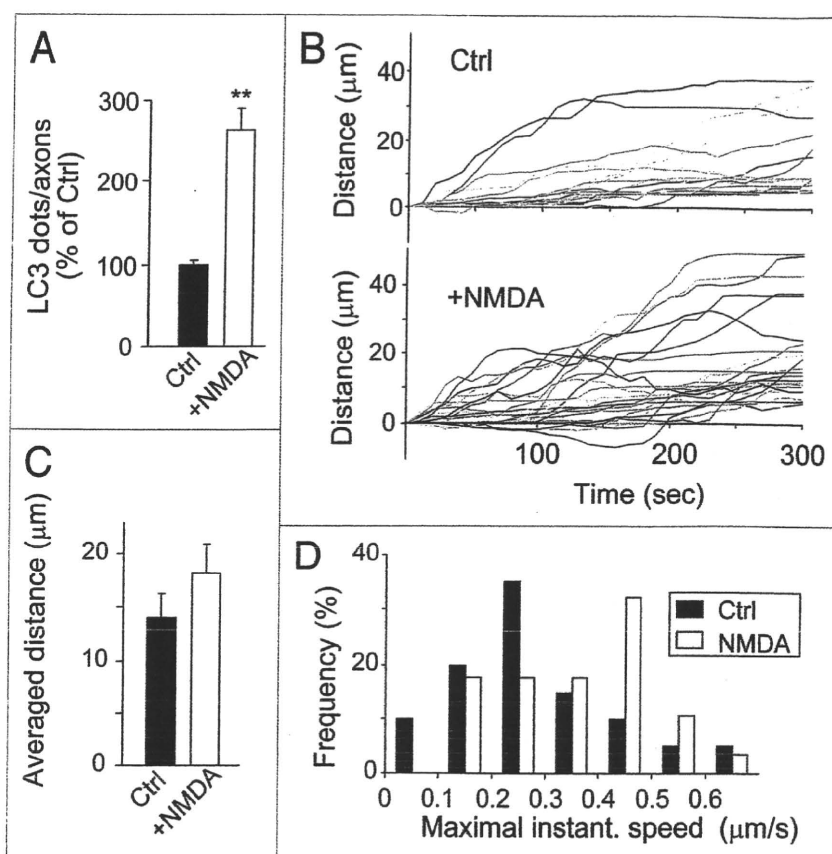 A
LC3 dots/axons
(% of Ctrl)
300
200
100
0
**
Ctrl
+NMDA
B
Ctrl
Distance (µm)
40
20
0
100
200
+NMDA
Distance (µm)
40
20
0
100
200
300
Time (sec)
C
Averaged distance (µm)
20
10
0
Ctrl
+NMDA
D
Frequency (%)
40
20
0
Ctrl
NMDA
0
0.1
0.2
0.3
0.4
0.5
0.6
Maximal instant. speed (µm/s)